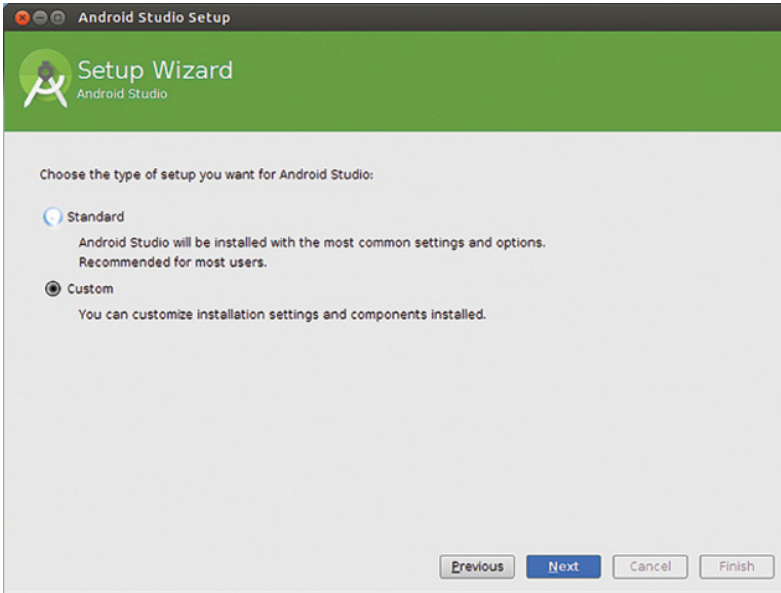 Android Studio Setup
Setup Wizard
Android Studio
Choose the type of setup you want for Android Studio:
Standard
Android Studio will be installed with the most common settings and options.
Recommended for most users.
Custom
You can customize installation settings and components installed.
Previous Next Cancel Finish